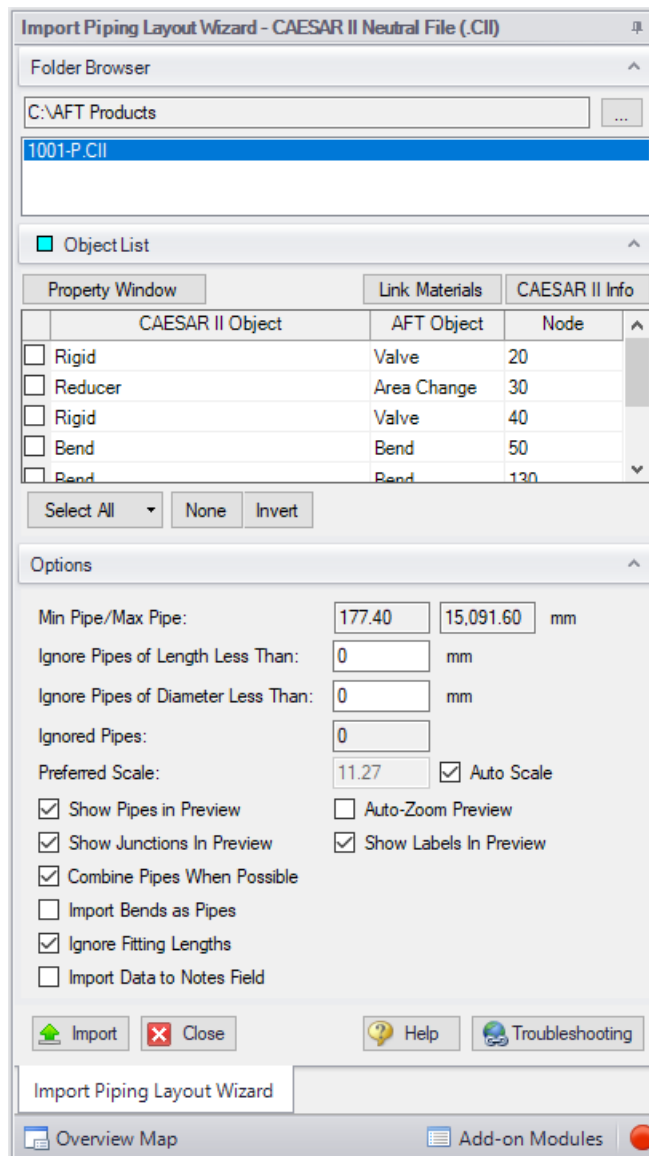 Import Piping Layout Wizard - CAESAR II Neutral File (.CII)
Folder Browser
C:\AFT Products
...
1001-P.CII
Object List
Property Window Link Materials CAESAR II Info
CAESAR II Object AFT Object Node
Rigid Valve 20
Reducer Area Change 30
Rigid Valve 40
Bend Bend 50
Bend Bend 130
Select All None Invert
Options
Min Pipe/Max Pipe: 177.40 15,091.60 mm
Ignore Pipes of Length Less Than: 0 mm
Ignore Pipes of Diameter Less Than: 0 mm
Ignored Pipes: 0
Preferred Scale: 11.27 Auto Scale
Show Pipes in Preview Auto-Zoom Preview
Show Junctions In Preview Show Labels In Preview
Combine Pipes When Possible
Import Bends as Pipes
Ignore Fitting Lengths
Import Data to Notes Field
Import Close Help Troubleshooting
Import Piping Layout Wizard
Overview Map Add-on Modules